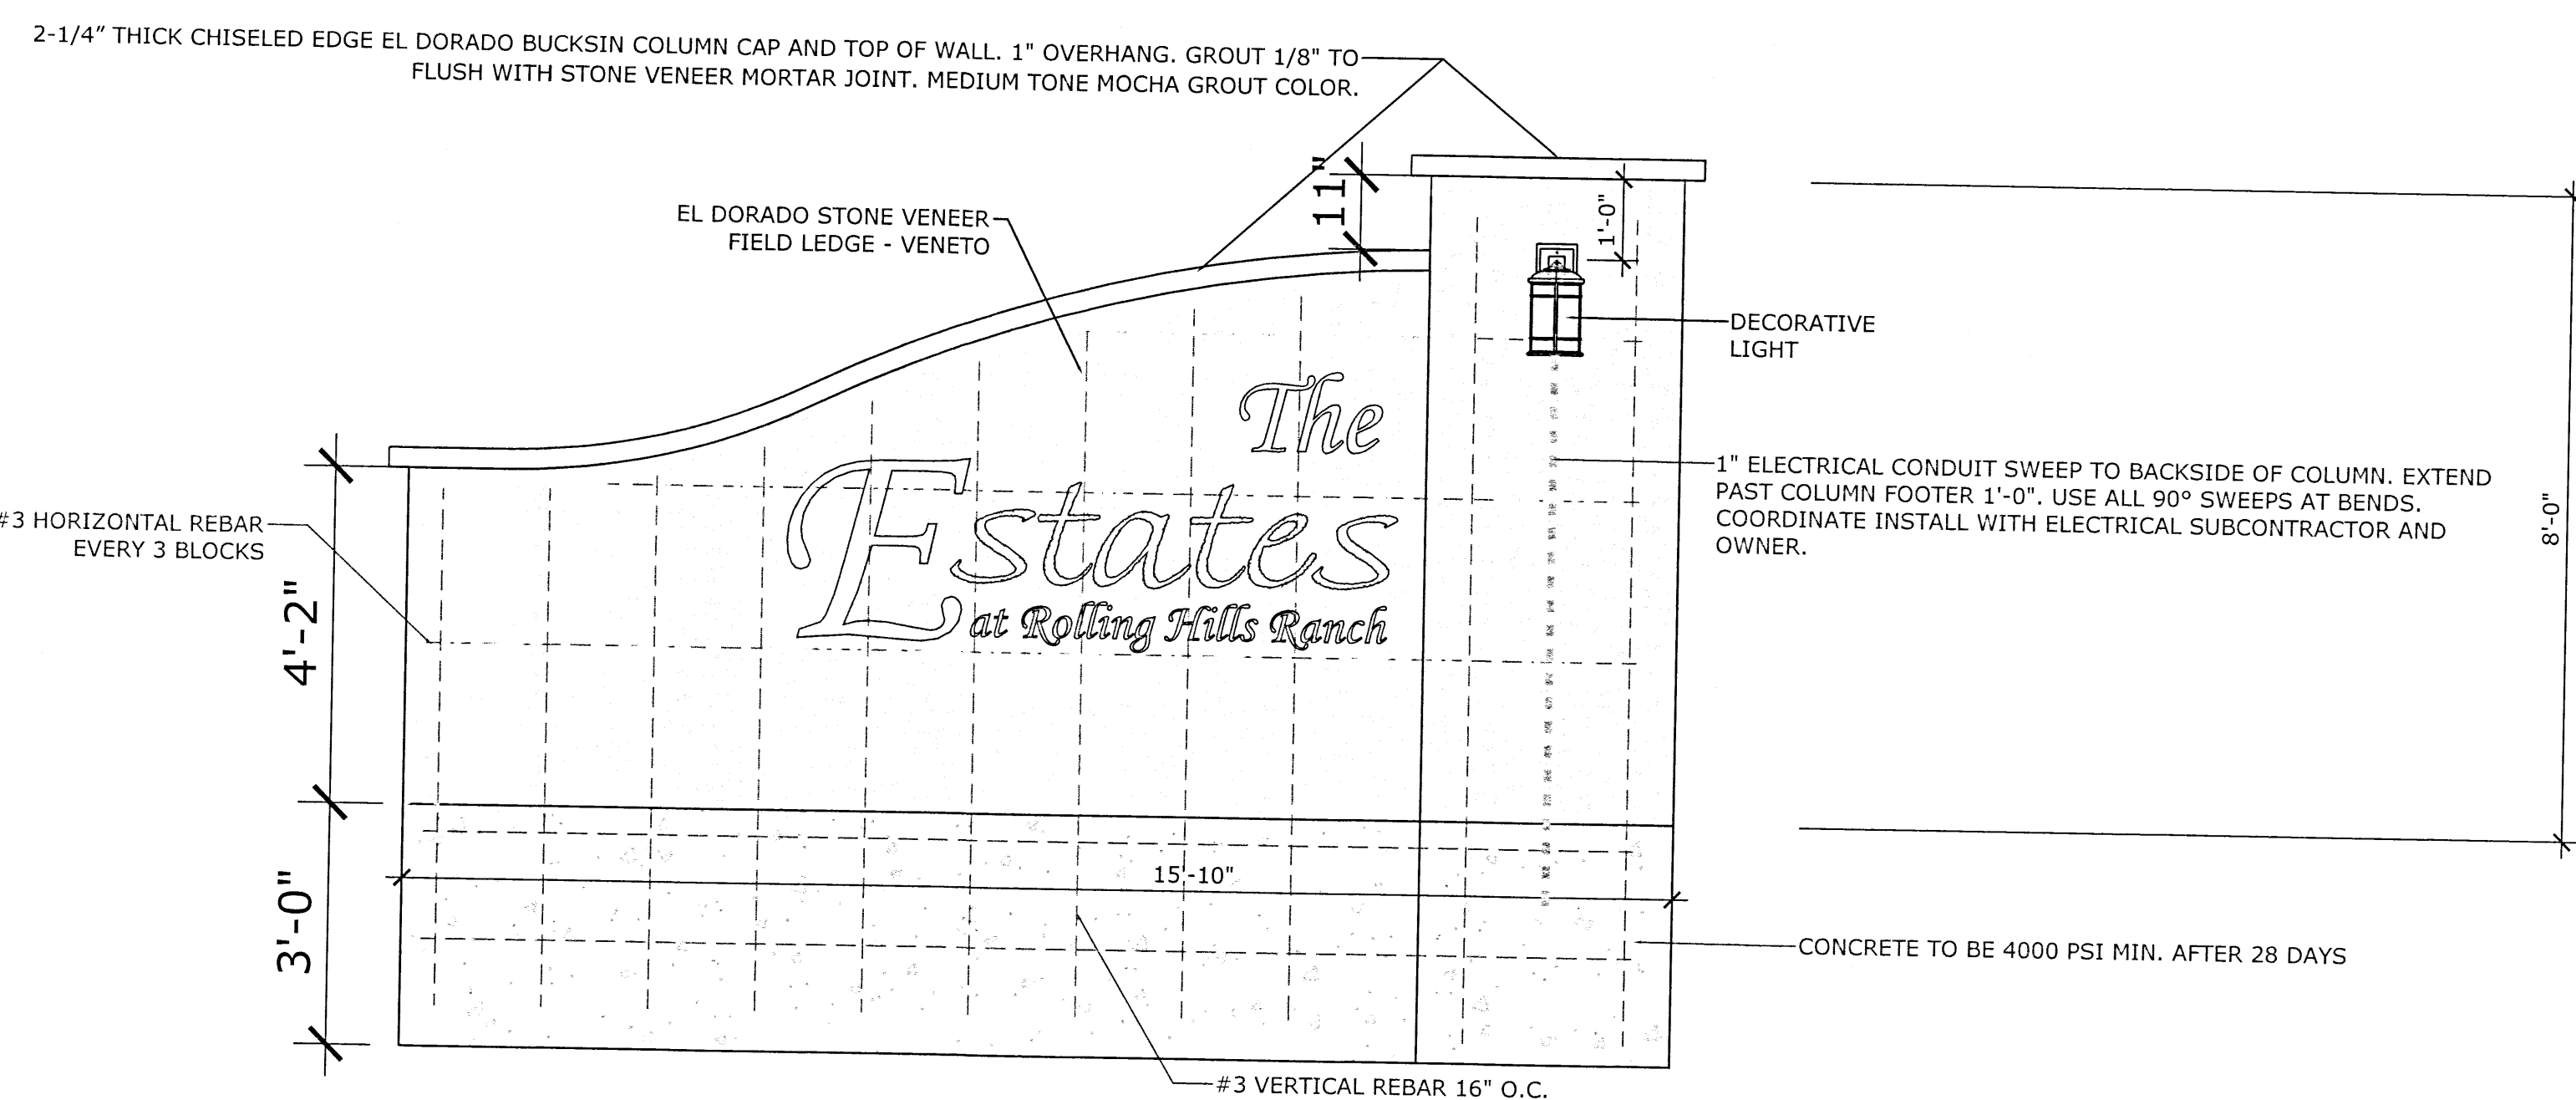 2-1/4" THICK CHISELED EDGE EL DORADO BUCKSIN COLUMN CAP AND TOP OF WALL. 1" OVERHANG. GROUT 1/8" TO
FLUSH WITH STONE VENEER MORTAR JOINT. MEDIUM TONE MOCHA GROUT COLOR.
11"
1'-0"
EL DORADO STONE VENEER
FIELD LEDGE - VENETO
DECORATIVE
LIGHT
The
Estates
at Rolling Hills Ranch
1" ELECTRICAL CONDUIT SWEEP TO BACKSIDE OF COLUMN. EXTEND
PAST COLUMN FOOTER 1'-0". USE ALL 90° SWEEPS AT BENDS.
COORDINATE INSTALL WITH ELECTRICAL SUBCONTRACTOR AND
OWNER.
8'-0"
#3 HORIZONTAL REBAR
EVERY 3 BLOCKS
4'-2"
3'-0"
15'-10"
CONCRETE TO BE 4000 PSI MIN. AFTER 28 DAYS
#3 VERTICAL REBAR 16" O.C.